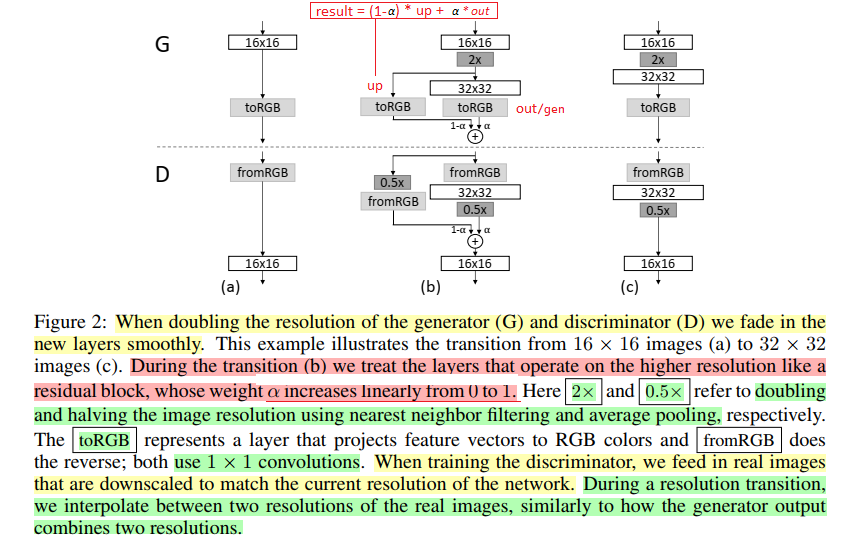 result = (1-α) * up + α * out
G 16x16 16x16 16x16
2x 2x
up 32x32 32x32
toRGB toRGB toRGB out/gen toRGB
1-α α
+
D fromRGB fromRGB fromRGB
0.5x 32x32 32x32
fromRGB 0.5x 0.5x
1-α α
+
16x16 16x16 16x16
(a) (b) (c)
Figure 2: When doubling the resolution of the generator (G) and discriminator (D) we fade in the
new layers smoothly. This example illustrates the transition from 16 × 16 images (a) to 32 × 32
images (c). During the transition (b) we treat the layers that operate on the higher resolution like a
residual block, whose weight α increases linearly from 0 to 1. Here 2× and 0.5× refer to doubling
and halving the image resolution using nearest neighbor filtering and average pooling, respectively.
The toRGB represents a layer that projects feature vectors to RGB colors and fromRGB does
the reverse; both use 1 × 1 convolutions. When training the discriminator, we feed in real images
that are downscaled to match the current resolution of the network. During a resolution transition,
we interpolate between two resolutions of the real images, similarly to how the generator output
combines two resolutions.